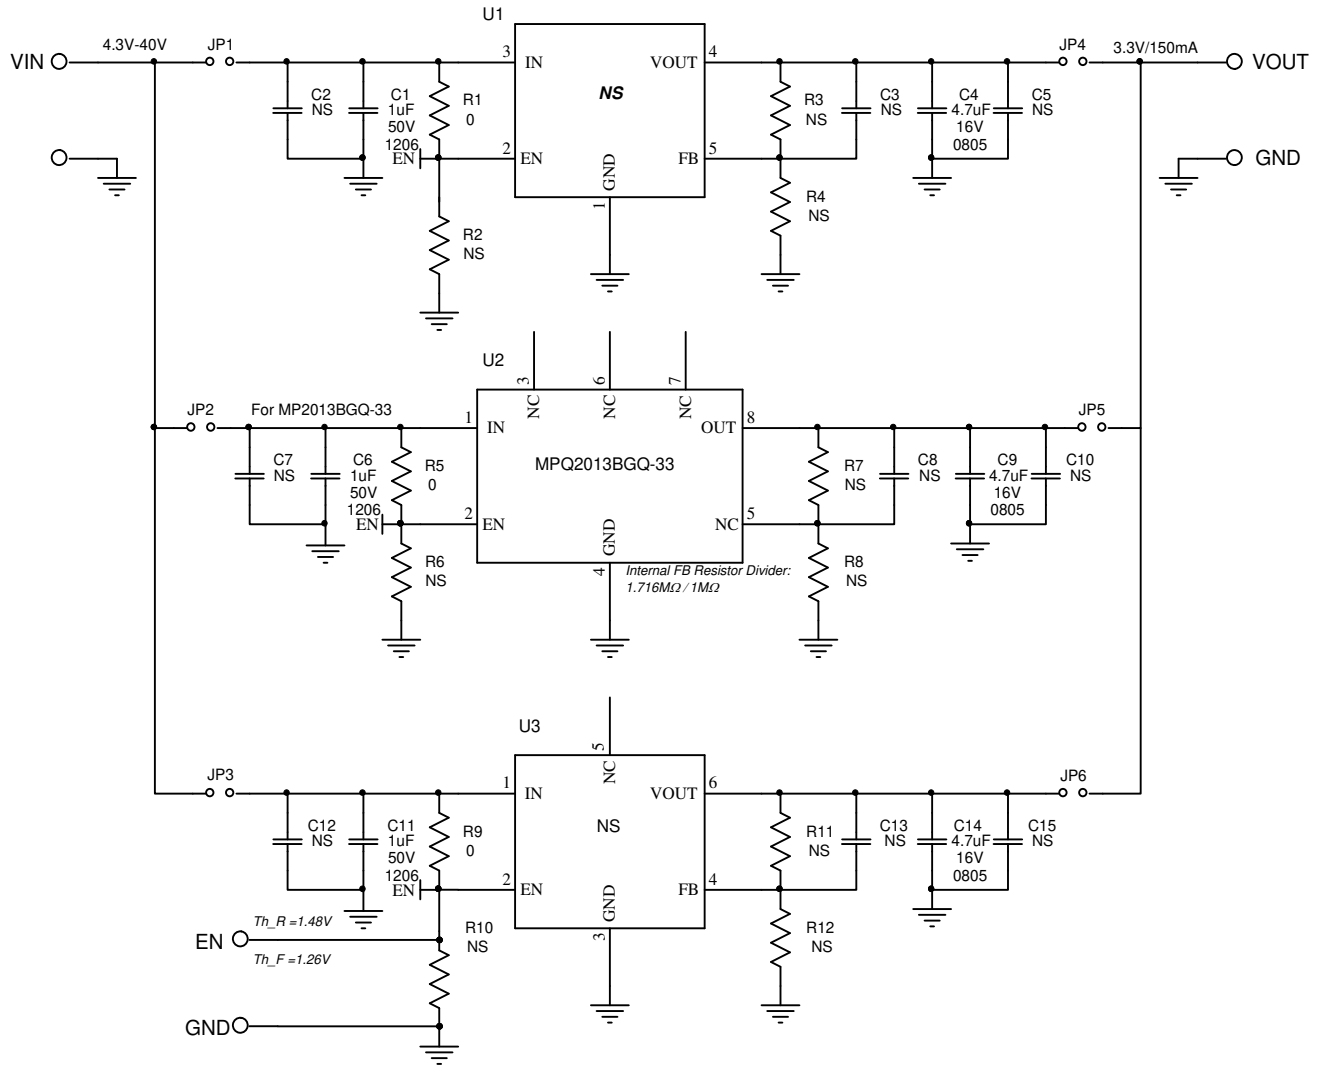 U1
4.3V-40V
JP1
VIN
3
IN
VOUT
4
JP4
3.3V/150mA
VOUT
C2
NS
C1
1uF
50V
1206
R1
0
NS
R3
NS
C3
NS
C4
4.7uF
16V
0805
C5
NS
EN
2
EN
FB
5
GND
GND
1
R2
NS
R4
NS
U2
3
NC
6
NC
7
NC
JP2
For MP2013BGQ-33
1
IN
OUT
8
JP5
MPQ2013BGQ-33
C7
NS
C6
1uF
50V
1206
R5
0
R7
NS
C8
NS
C9
4.7uF
16V
0805
C10
NS
EN
2
EN
NC
5
GND
4
R6
NS
Internal FB Resistor Divider:
1.716MΩ / 1MΩ
R8
NS
U3
5
NC
JP3
1
IN
VOUT
6
JP6
NS
C12
NS
C11
1uF
50V
1206
R9
0
R11
NS
C13
NS
C14
4.7uF
16V
0805
C15
NS
EN
2
EN
FB
4
GND
3
Th_R =1.48V
EN
Th_F =1.26V
R10
NS
R12
NS
GND